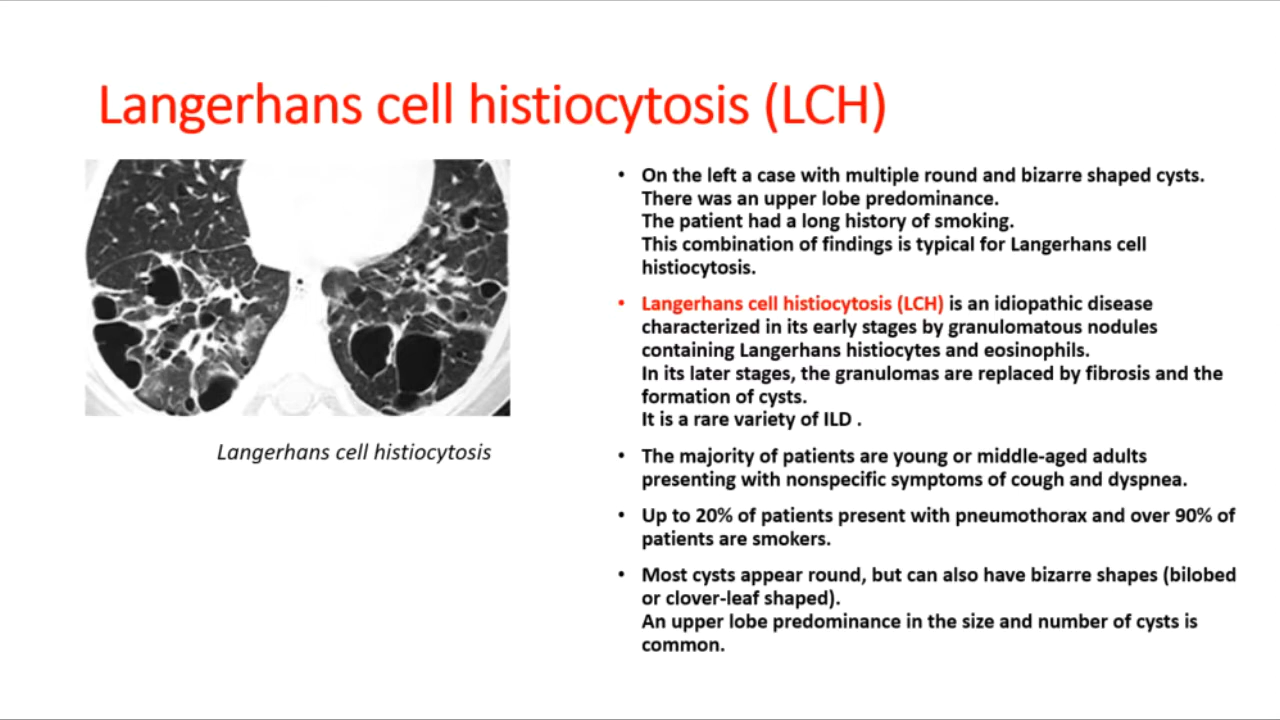 Langerhans cell histiocytosis (LCH)
Langerhans cell histiocytosis
• On the left a case with multiple round and bizarre shaped cysts.
There was an upper lobe predominance.
The patient had a long history of smoking.
This combination of findings is typical for Langerhans cell
histiocytosis.
• Langerhans cell histiocytosis (LCH) is an idiopathic disease
characterized in its early stages by granulomatous nodules
containing Langerhans histiocytes and eosinophils.
In its later stages, the granulomas are replaced by fibrosis and the
formation of cysts.
It is a rare variety of ILD .
• The majority of patients are young or middle-aged adults
presenting with nonspecific symptoms of cough and dyspnea.
• Up to 20% of patients present with pneumothorax and over 90% of
patients are smokers.
• Most cysts appear round, but can also have bizarre shapes (bilobed
or clover-leaf shaped).
An upper lobe predominance in the size and number of cysts is
common.